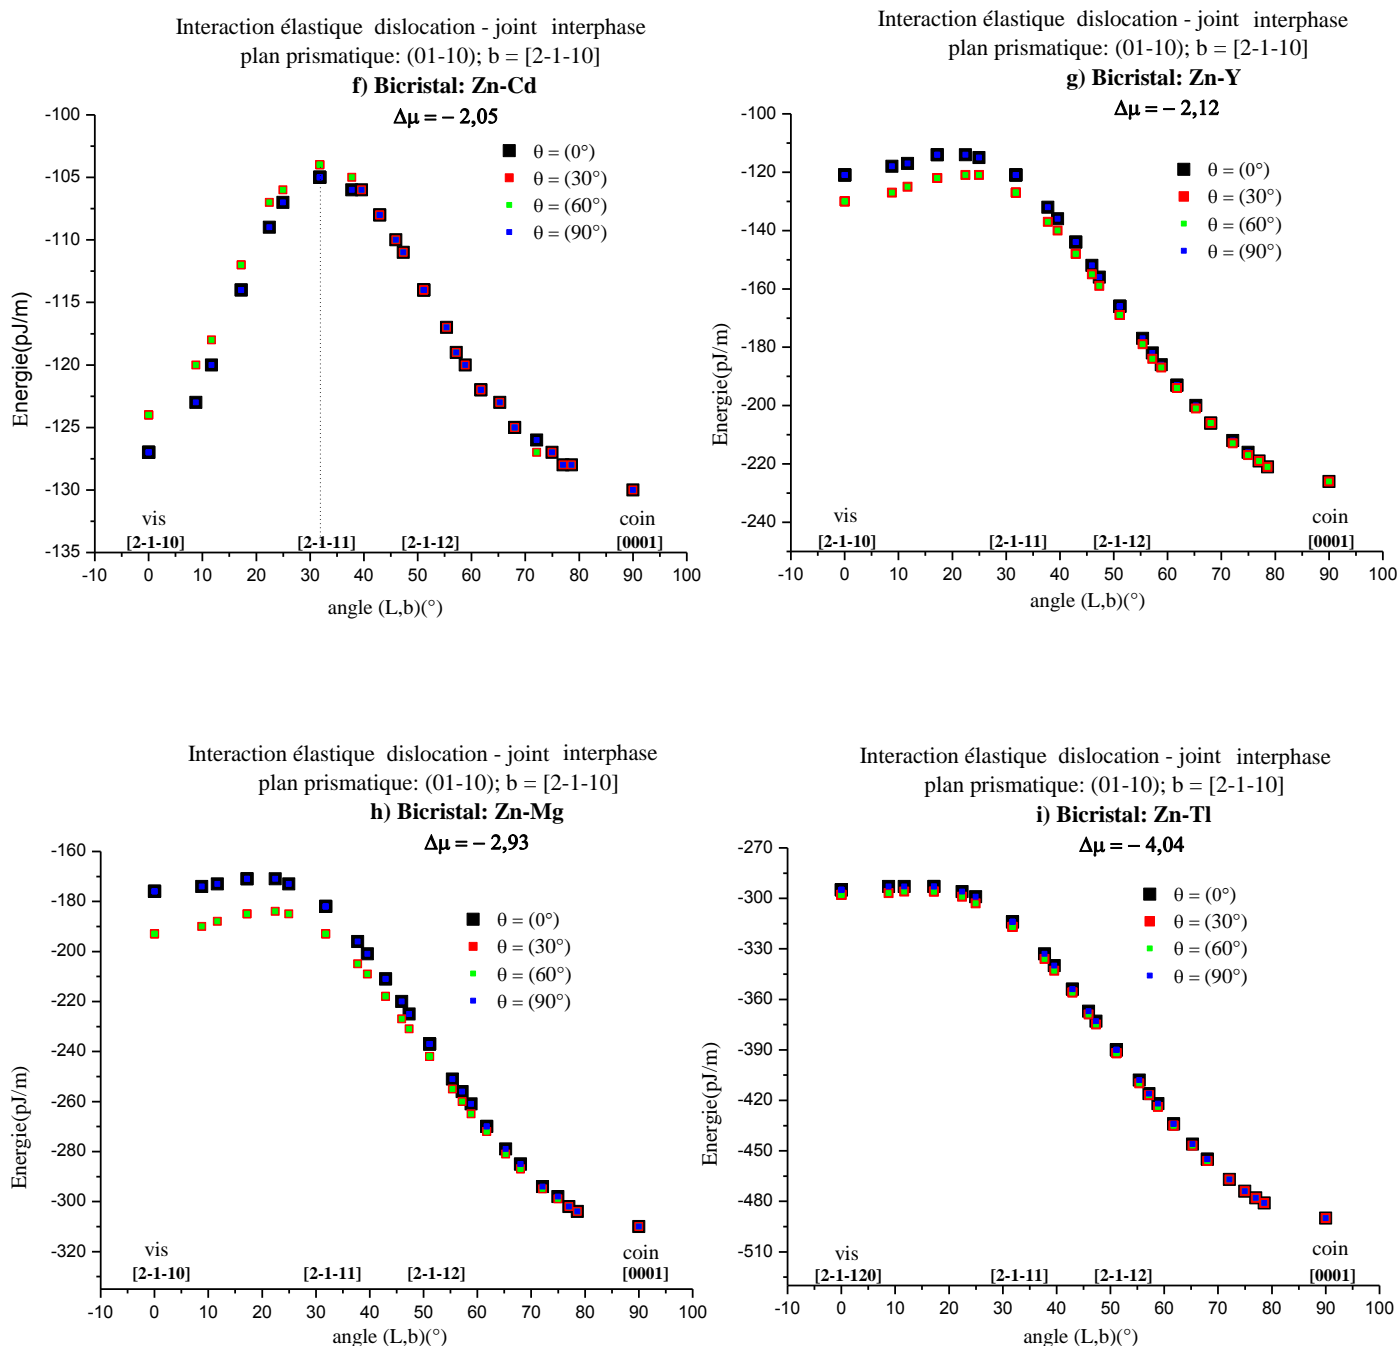 Interaction élastique dislocation - joint interphase
plan prismatique: (01-10); b = [2-1-10]
f) Bicristal: Zn-Cd
Δμ = − 2,05
θ = (0°)
θ = (30°)
θ = (60°)
θ = (90°)
-100
-105
-110
-115
-120
-125
-130
-135
Energie(pJ/m)
vis
coin
[2-1-10]
[2-1-11]
[2-1-12]
[0001]
-10 0 10 20 30 40 50 60 70 80 90 100
angle (L,b)(°)
Interaction élastique dislocation - joint interphase
plan prismatique: (01-10); b = [2-1-10]
g) Bicristal: Zn-Y
Δμ = − 2,12
θ = (0°)
θ = (30°)
θ = (60°)
θ = (90°)
-100
-120
-140
-160
-180
-200
-220
-240
Energie(pJ/m)
vis
coin
[2-1-10]
[2-1-11]
[2-1-12]
[0001]
-10 0 10 20 30 40 50 60 70 80 90 100
angle (L,b)(°)
Interaction élastique dislocation - joint interphase
plan prismatique: (01-10); b = [2-1-10]
h) Bicristal: Zn-Mg
Δμ = − 2,93
θ = (0°)
θ = (30°)
θ = (60°)
θ = (90°)
-160
-180
-200
-220
-240
-260
-280
-300
-320
Energie(pJ/m)
vis
coin
[2-1-10]
[2-1-11]
[2-1-12]
[0001]
-10 0 10 20 30 40 50 60 70 80 90 100
angle (L,b)(°)
Interaction élastique dislocation - joint interphase
plan prismatique: (01-10); b = [2-1-10]
i) Bicristal: Zn-Tl
Δμ = − 4,04
θ = (0°)
θ = (30°)
θ = (60°)
θ = (90°)
-270
-300
-330
-360
-390
-420
-450
-480
-510
Energie(pJ/m)
vis
coin
[2-1-120]
[2-1-11]
[2-1-12]
[0001]
-10 0 10 20 30 40 50 60 70 80 90 100
angle (L,b)(°)